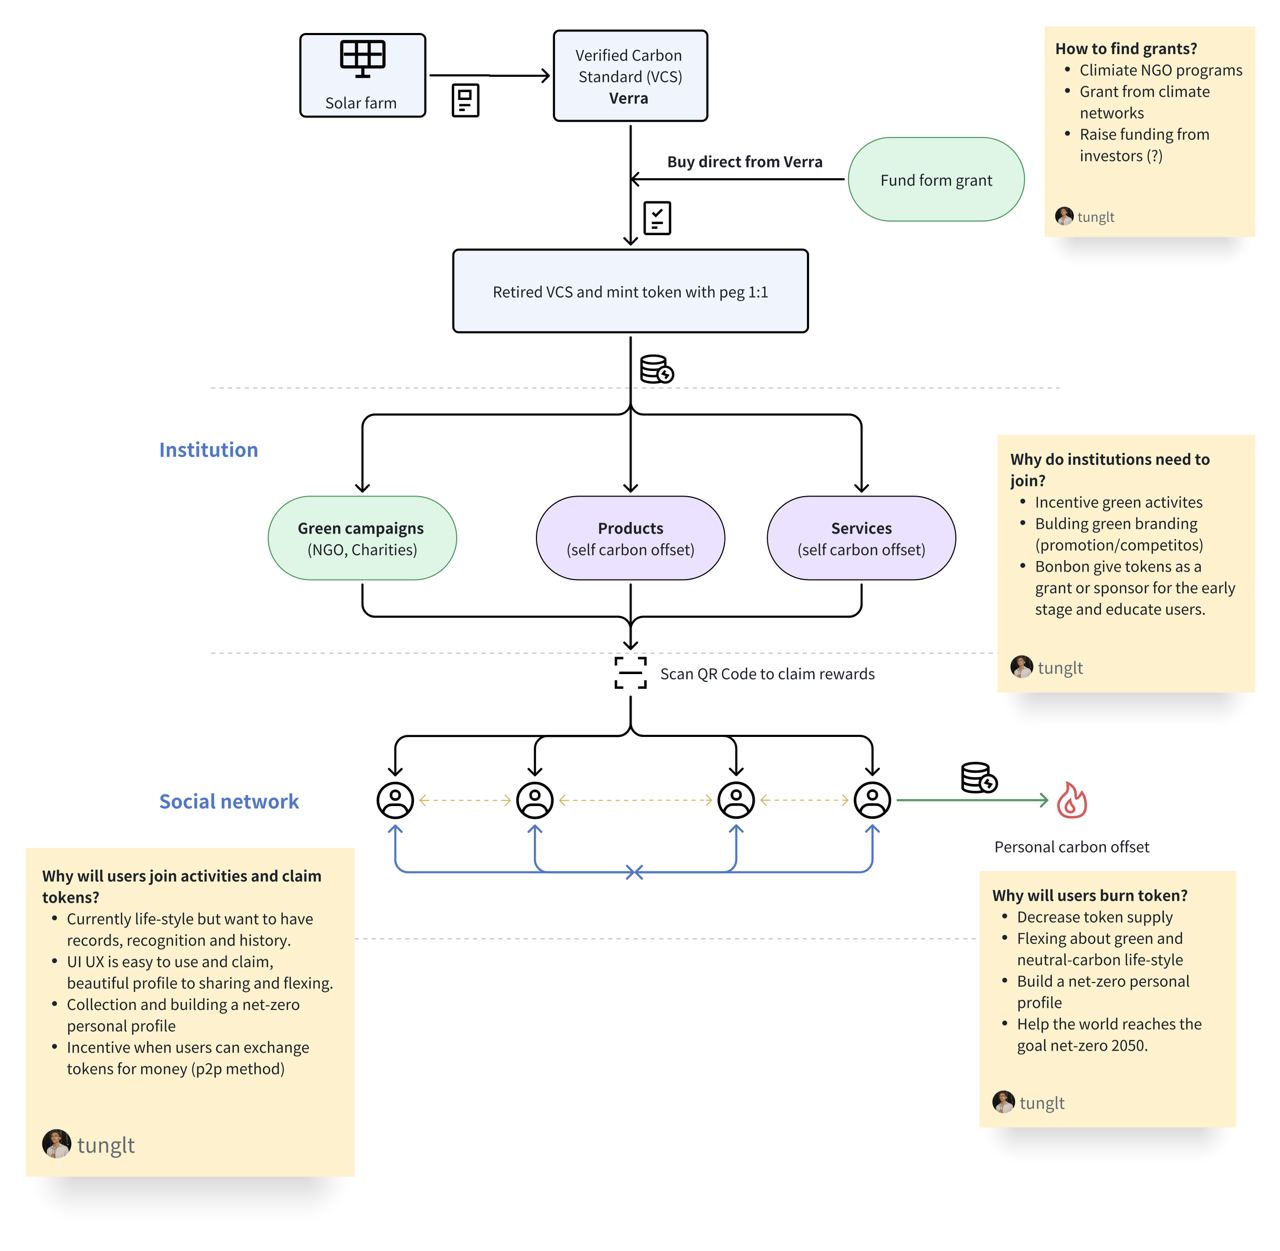 Solar farm
Verified Carbon
Standard (VCS)
Verra
How to find grants?
• Climiate NGO programs
• Grant from climate
networks
• Raise funding from
investors (?)
tunglt
Buy direct from Verra
Fund form grant
Retired VCS and mint token with peg 1:1
Institution
Green campaigns
(NGO, Charities)
Products
(self carbon offset)
Services
(self carbon offset)
Why do institutions need to
join?
• Incentive green activites
• Bulding green branding
(promotion/competitos)
• Bonbon give tokens as a
grant or sponsor for the early
stage and educate users.
tunglt
Scan QR Code to claim rewards
Social network
Personal carbon offset
Why will users join activities and claim
tokens?
• Currently life-style but want to have
records, recognition and history.
• UI UX is easy to use and claim,
beautiful profile to sharing and flexing.
• Collection and building a net-zero
personal profile
• Incentive when users can exchange
tokens for money (p2p method)
tunglt
Why will users burn token?
• Decrease token supply
• Flexing about green and
neutral-carbon life-style
• Build a net-zero personal
profile
• Help the world reaches the
goal net-zero 2050.
tunglt